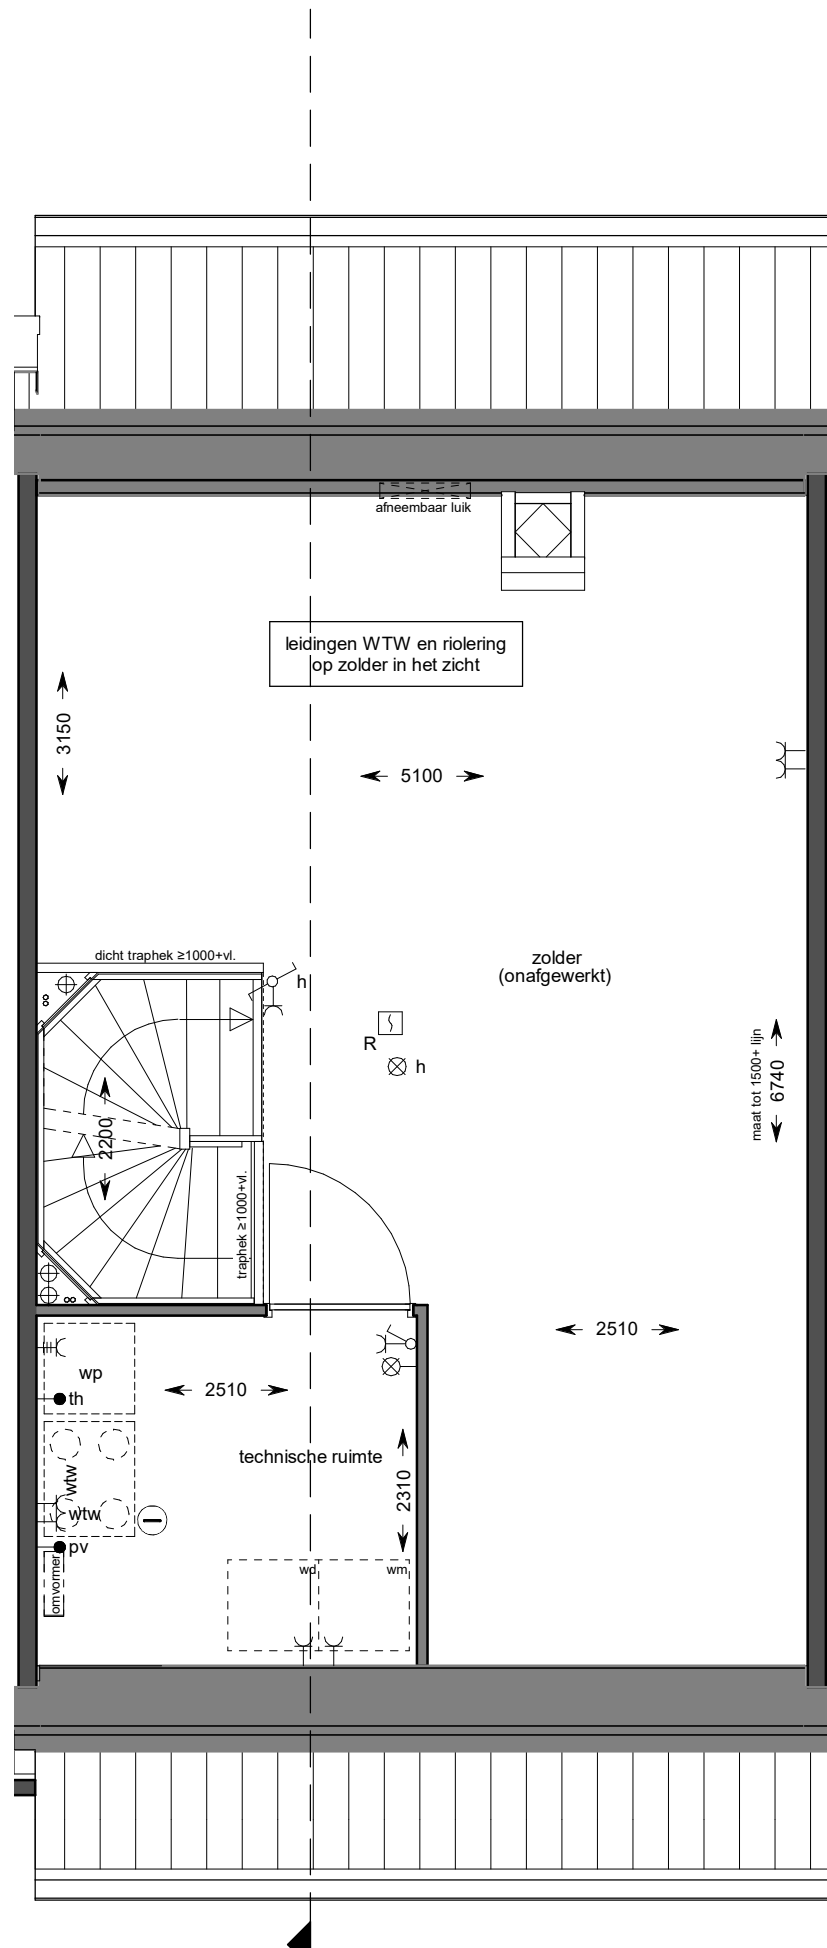 afneembaar luik
leidingen WTW en riolering
op zolder in het zicht
3150
5100
dicht traphek ≥1000+vl.
h
zolder
(onafgewerkt)
R
h
maat tot 1500+ lijn
6740
2200
traphek ≥1000+vl.
2510
wp
2510
th
technische ruimte
wtw
2310
wtw
pv
omvormer
wd
wm